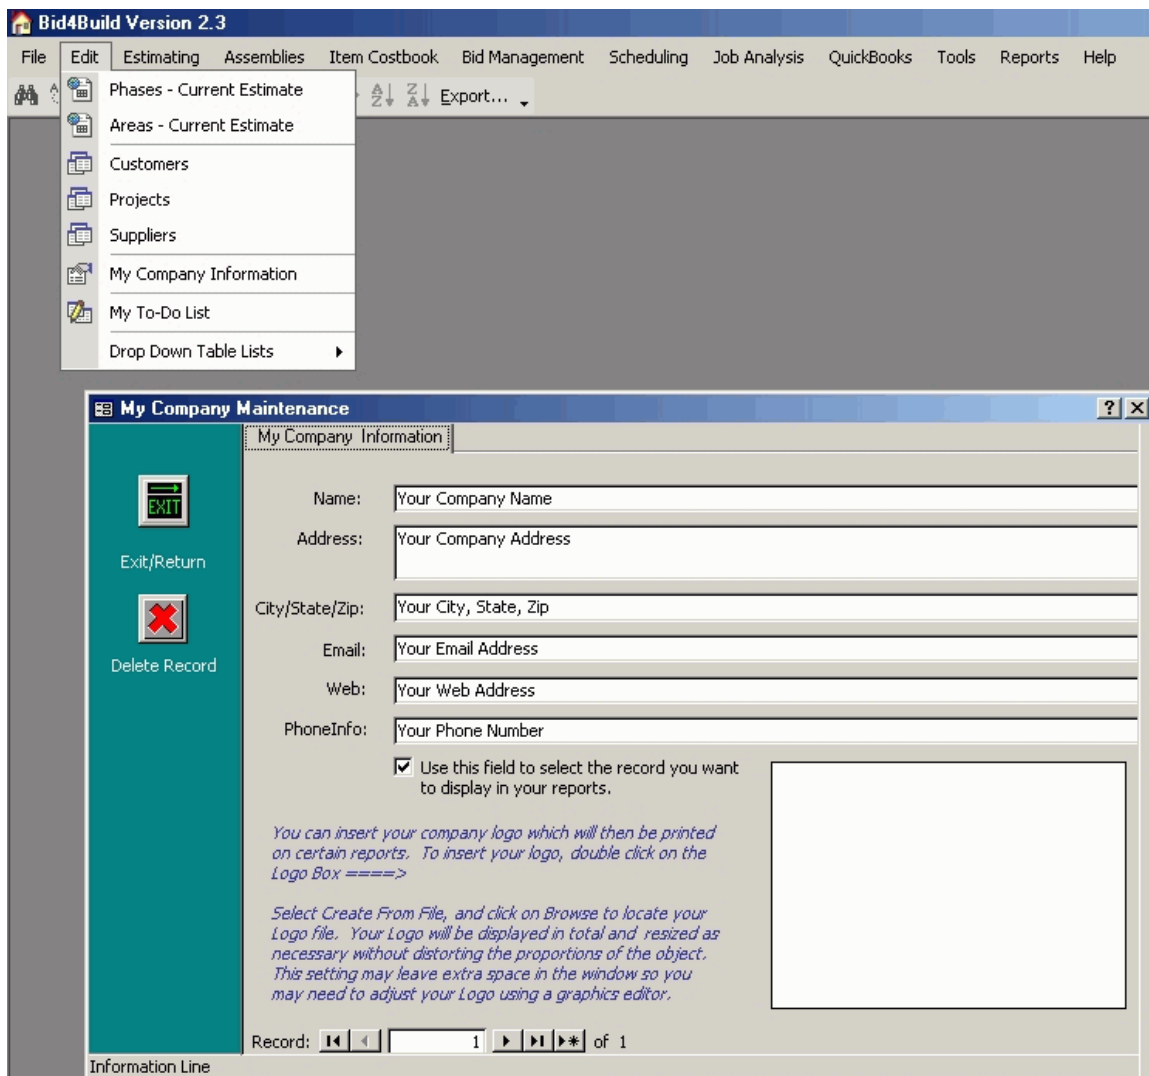 Bid4Build Version 2.3
File Edit Estimating Assemblies Item Costbook Bid Management Scheduling Job Analysis QuickBooks Tools Reports Help
Export...
Phases - Current Estimate
Areas - Current Estimate
Customers
Projects
Suppliers
My Company Information
My To-Do List
Drop Down Table Lists
My Company Maintenance
My Company Information
EXIT
Exit/Return
Delete Record
Name: Your Company Name
Address: Your Company Address
City/State/Zip: Your City, State, Zip
Email: Your Email Address
Web: Your Web Address
PhoneInfo: Your Phone Number
Use this field to select the record you want
to display in your reports.
You can insert your company logo which will then be printed
on certain reports. To insert your logo, double click on the
Logo Box ====>
Select Create From File, and click on Browse to locate your
Logo file. Your Logo will be displayed in total and resized as
necessary without distorting the proportions of the object.
This setting may leave extra space in the window so you
may need to adjust your Logo using a graphics editor.
Record: 1 of 1
Information Line